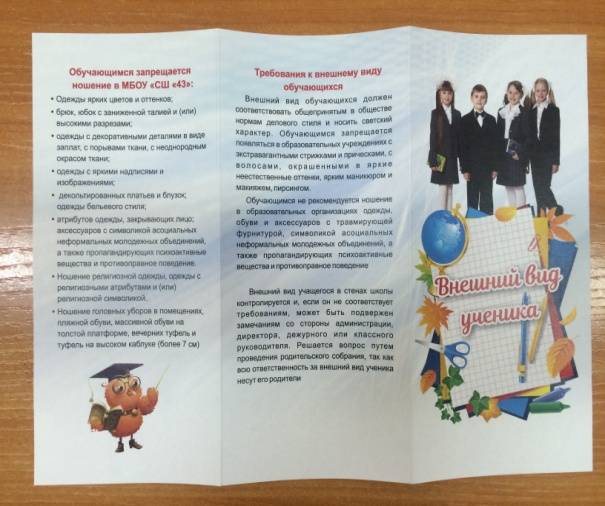 Обучающимся запрещается
ношение в МБОУ «СШ «43»:
• Одежды ярких цветов и оттенков;
• брюк, юбок с заниженной талией и (или)
высокими разрезами;
• одежды с декоративными деталями в виде
заплат, с порывами ткани, с неоднородным
окрасом ткани;
• одежды с яркими надписями и
изображениями;
• декольтированных платьев и блузок;
одежды бельевого стиля;
• атрибутов одежды, закрывающих лицо;
аксессуаров с символикой асоциальных
неформальных молодежных объединений,
а также пропагандирующих психоактивные
вещества и противоправное поведение.
• Ношение религиозной одежды, одежды с
религиозными атрибутами и (или)
религиозной символикой.
• Ношение головных уборов в помещениях,
пляжной обуви, массивной обуви на
толстой платформе, вечерних туфель и
туфель на высоком каблуке (более 7 см)
Требования к внешнему виду
обучающихся
Внешний вид обучающихся должен
соответствовать общепринятым в обществе
нормам делового стиля и носить светский
характер. Обучающимся запрещается
появляться в образовательных учреждениях с
экстравагантными стрижками и прическами, с
волосами, окрашенными в яркие
неестественные оттенки, ярким маникюром и
макияжем, пирсингом.
Обучающимся не рекомендуется ношение
в образовательных организациях одежды,
обуви и аксессуаров с травмирующей
фурнитурой, символикой асоциальных
неформальных молодежных объединений, а
также пропагандирующих психоактивные
вещества и противоправное поведение
Внешний вид учащегося в стенах школы
контролируется и, если он не соответствует
требованиям, может быть подвержен
замечаниям со стороны администрации,
директора, дежурного или классного
руководителя. Решается вопрос путем
проведения родительского собрания, так как
всю ответственность за внешний вид ученика
несут его родители
Внешний вид
ученика